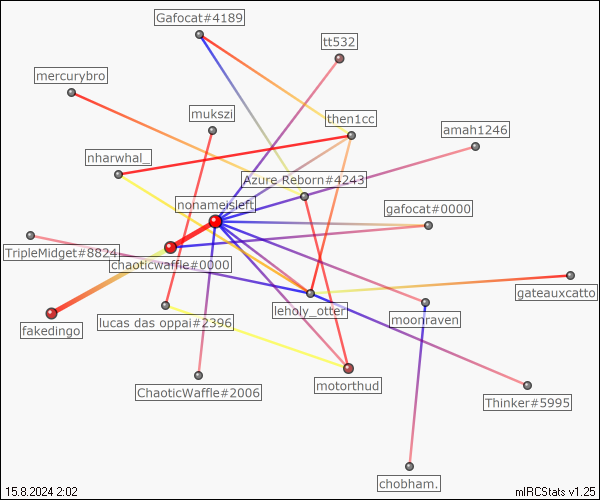 Gafocat#4189
tt532
mercurybro
mukszi
then1cc
amah1246
nharwhal_
Azure Reborn#4243
nonameisleft
gafocat#0000
TripleMidget#8824
chaoticwaffle#0000
gateauxcatto
leholy_otter
moonraven
lucas das oppai#2396
fakedingo
motorthud
ChaoticWaffle#2006
Thinker#5995
chobham.
15.8.2024 2:02
mIRCStats v1.25